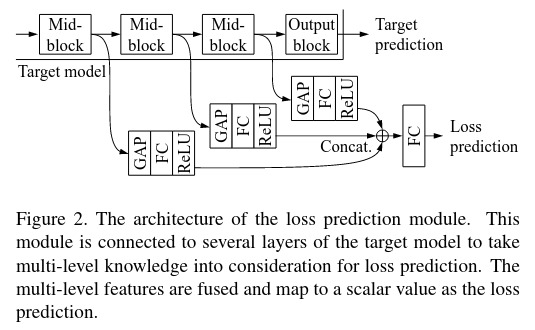 Mid-
block
Mid-
block
Mid-
block
Output
block
Target
prediction
Target model
GAP
FC
ReLU
GAP
FC
ReLU
GAP
FC
ReLU
Concat.
FC
Loss
prediction
Figure 2. The architecture of the loss prediction module. This
module is connected to several layers of the target model to take
multi-level knowledge into consideration for loss prediction. The
multi-level features are fused and map to a scalar value as the loss
prediction.